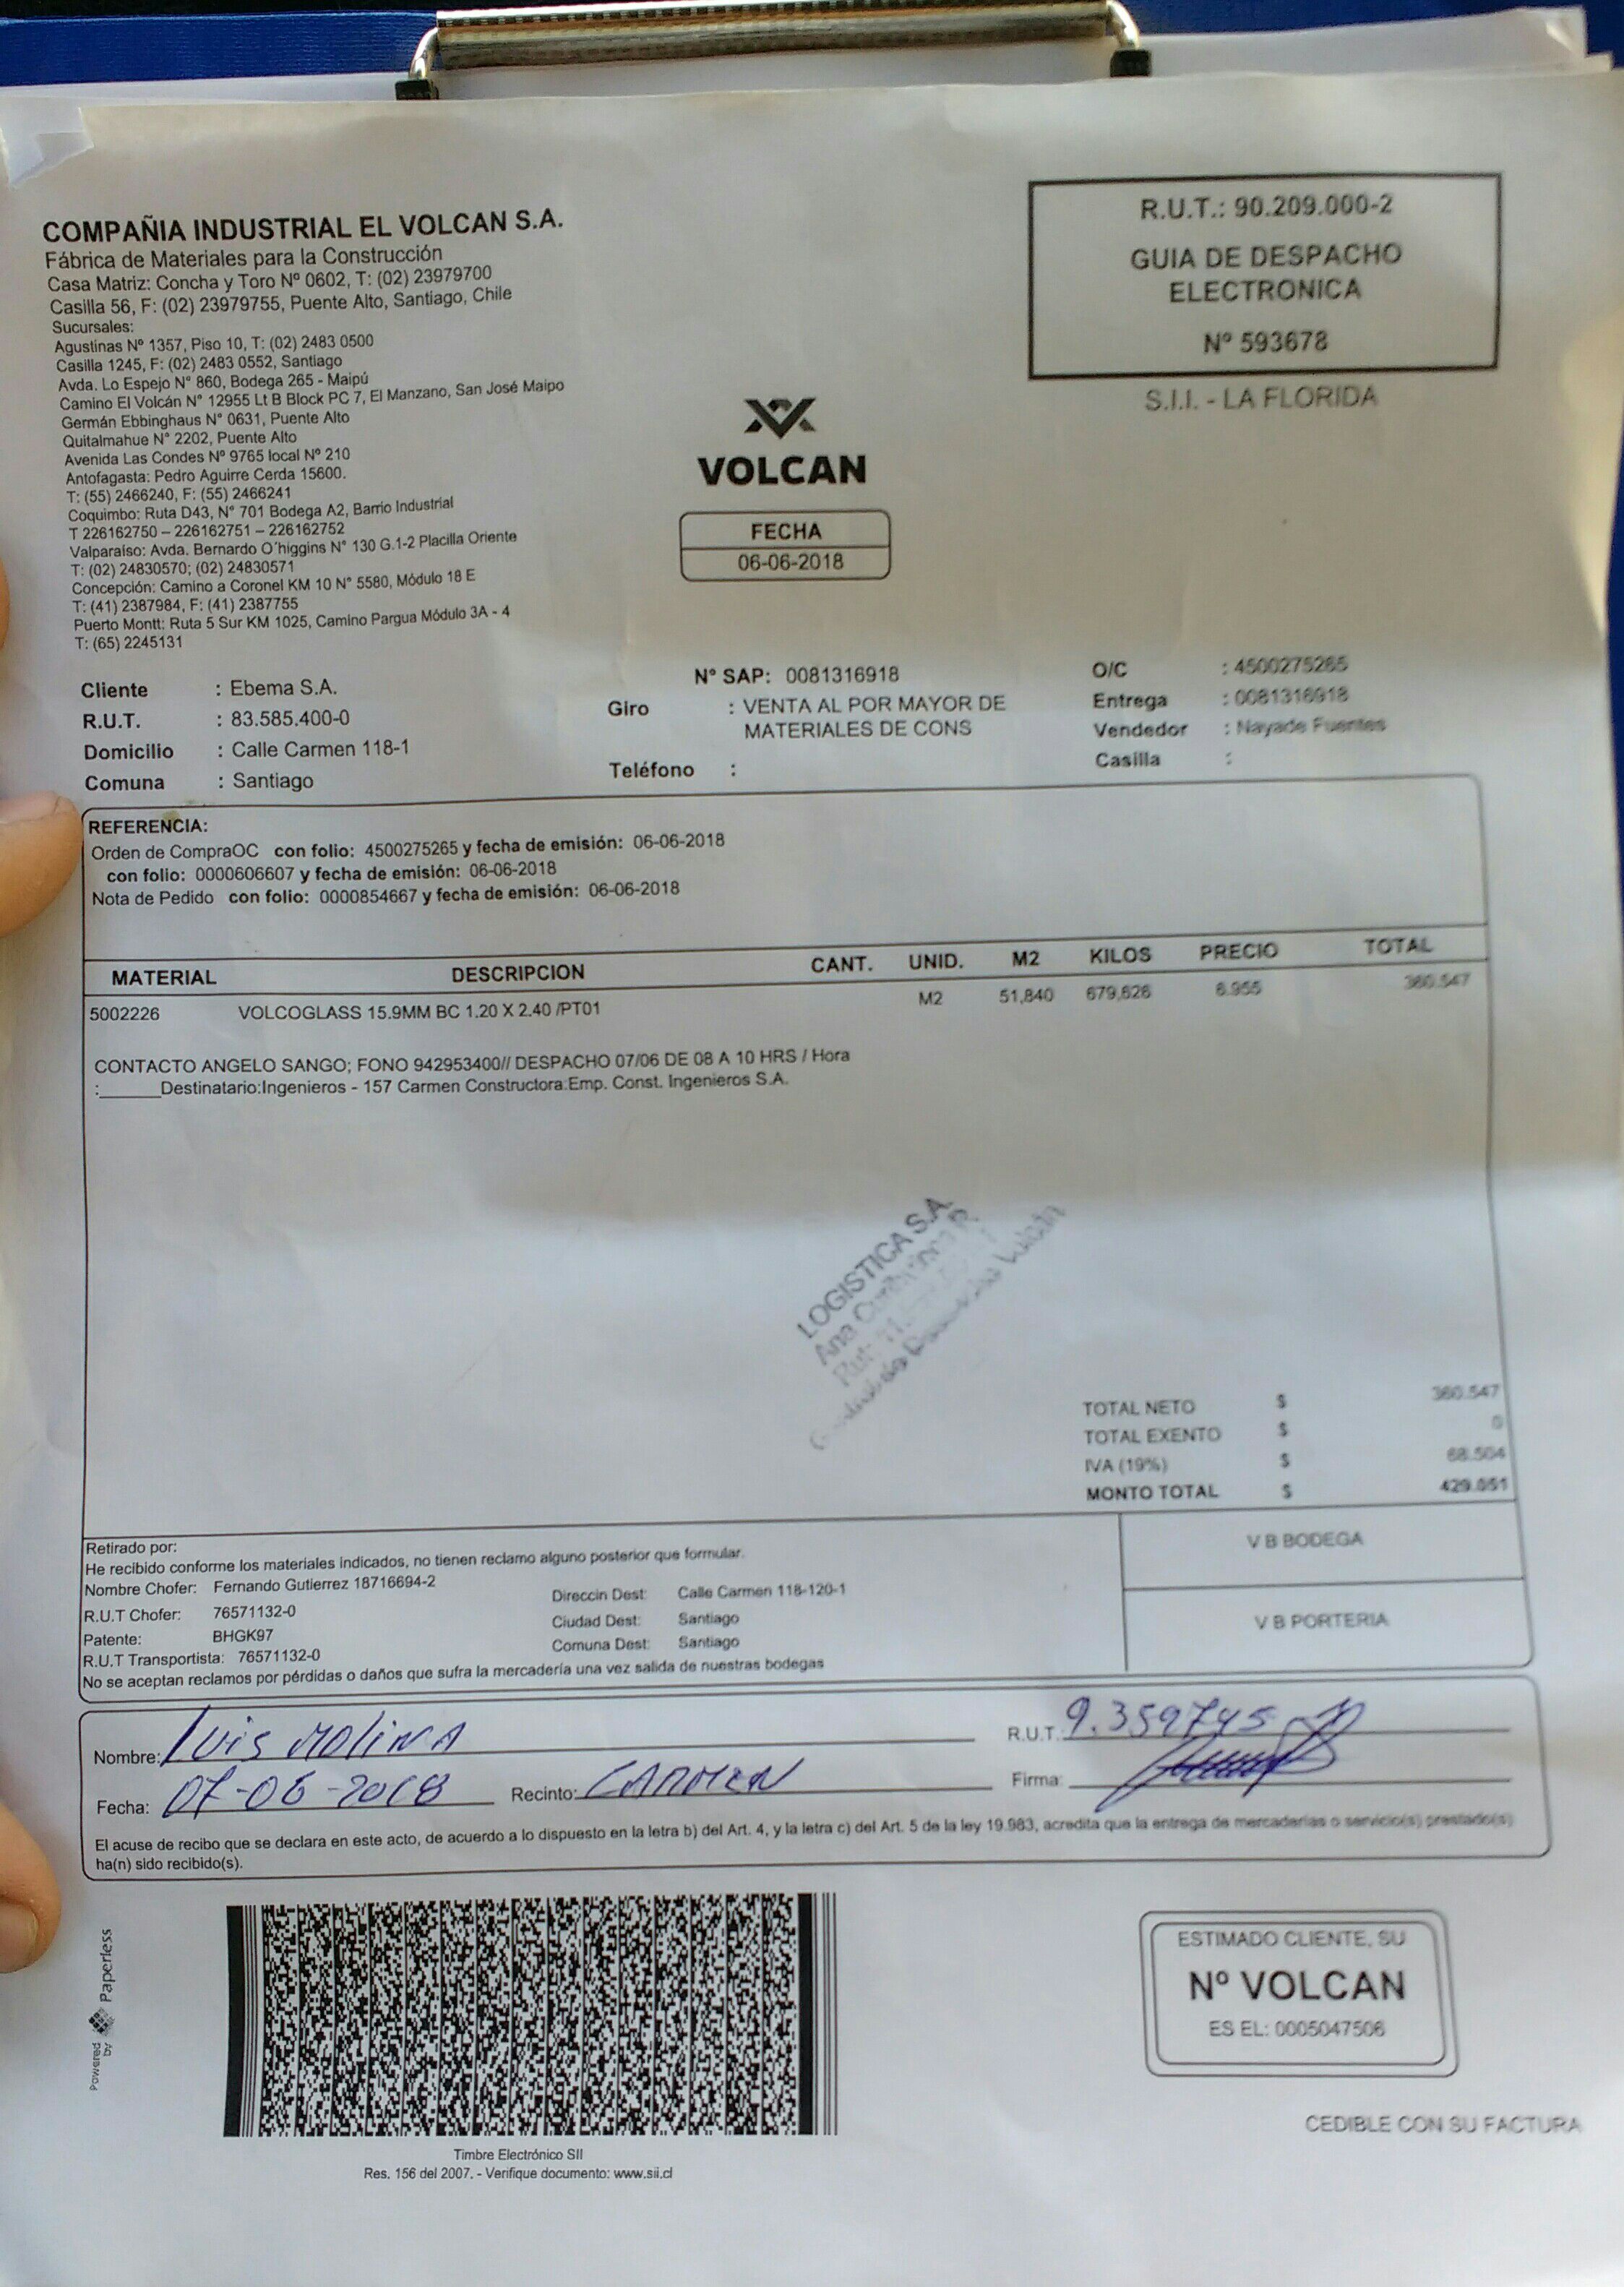 COMPAÑIA INDUSTRIAL EL VOLCAN S.A.
Fábrica de Materiales para la Construcción
Casa Matriz: Concha y Toro Nº 0602, T: (02) 23979700
Casilla 56, F: (02) 23979755, Puente Alto, Santiago, Chile
Sucursales:
Agustinas Nº 1357, Piso 10, T: (02) 2483 0500
Casilla 1245, F: (02) 2483 0552, Santiago
Avda. Lo Espejo N° 860, Bodega 265 - Maipú
Camino El Volcán N° 12955 Lt B Block PC 7, El Manzano, San José Maipo
Germán Ebbinghaus N° 0631, Puente Alto
Quitalmahue N° 2202, Puente Alto
Avenida Las Condes Nº 9765 local Nº 210
Antofagasta: Pedro Aguirre Cerda 15600.
T: (55) 2466240, F: (55) 2466241
Coquimbo: Ruta D43, N° 701 Bodega A2, Barrio Industrial
T 226162750 – 226162751 – 226162752
Valparaíso: Avda. Bernardo O´higgins N° 130 G.1-2 Placilla Oriente
T: (02) 24830570; (02) 24830571
Concepción: Camino a Coronel KM 10 N° 5580, Módulo 18 E
T: (41) 2387984, F: (41) 2387755
Puerto Montt: Ruta 5 Sur KM 1025, Camino Pargua Módulo 3A - 4
T: (65) 2245131
R.U.T.: 90.209.000-2
GUIA DE DESPACHO
ELECTRONICA
Nº 593678
S.I.I. - LA FLORIDA
VOLCAN
FECHA
06-06-2018
Cliente : Ebema S.A.
R.U.T. : 83.585.400-0
Domicilio : Calle Carmen 118-1
Comuna : Santiago
N° SAP: 0081316918
Giro : VENTA AL POR MAYOR DE
MATERIALES DE CONS
Teléfono :
O/C : 4500275265
Entrega : 0081316918
Vendedor : Nayade Fuentes
Casilla :
REFERENCIA:
Orden de CompraOC con folio: 4500275265 y fecha de emisión: 06-06-2018
con folio: 0000606607 y fecha de emisión: 06-06-2018
Nota de Pedido con folio: 0000854667 y fecha de emisión: 06-06-2018
MATERIAL DESCRIPCION CANT. UNID. M2 KILOS PRECIO TOTAL
5002226 VOLCOGLASS 15.9MM BC 1.20 X 2.40 /PT01 M2 51,840 679,626 6.955 360.547
CONTACTO ANGELO SANGO; FONO 942953400// DESPACHO 07/06 DE 08 A 10 HRS / Hora
:______Destinatario:Ingenieros - 157 Carmen Constructora:Emp. Const. Ingenieros S.A.
LOGISTICA S.A.
Ana
Rut:
TOTAL NETO $ 360.547
TOTAL EXENTO $ 0
IVA (19%) $ 68.504
MONTO TOTAL $ 429.051
Retirado por:
He recibido conforme los materiales indicados, no tienen reclamo alguno posterior que formular.
Nombre Chofer: Fernando Gutierrez 18716694-2
R.U.T Chofer: 76571132-0
Patente: BHGK97
R.U.T Transportista: 76571132-0
Direccin Dest: Calle Carmen 118-120-1
Ciudad Dest: Santiago
Comuna Dest: Santiago
No se aceptan reclamos por pérdidas o daños que sufra la mercadería una vez salida de nuestras bodegas
V B BODEGA
V B PORTERIA
Nombre: Luis MOLINA
R.U.T.: 9.359745
Fecha: 07-06-2018 Recinto: CARMEN
Firma:
El acuse de recibo que se declara en este acto, de acuerdo a lo dispuesto en la letra b) del Art. 4, y la letra c) del Art. 5 de la ley 19.983, acredita que la entrega de mercaderías o servicio(s) prestado(s)
ha(n) sido recibido(s).
Powered by Paperless
Timbre Electrónico SII
Res. 156 del 2007. - Verifique documento: www.sii.cl
ESTIMADO CLIENTE, SU
Nº VOLCAN
ES EL: 0005047506
CEDIBLE CON SU FACTURA